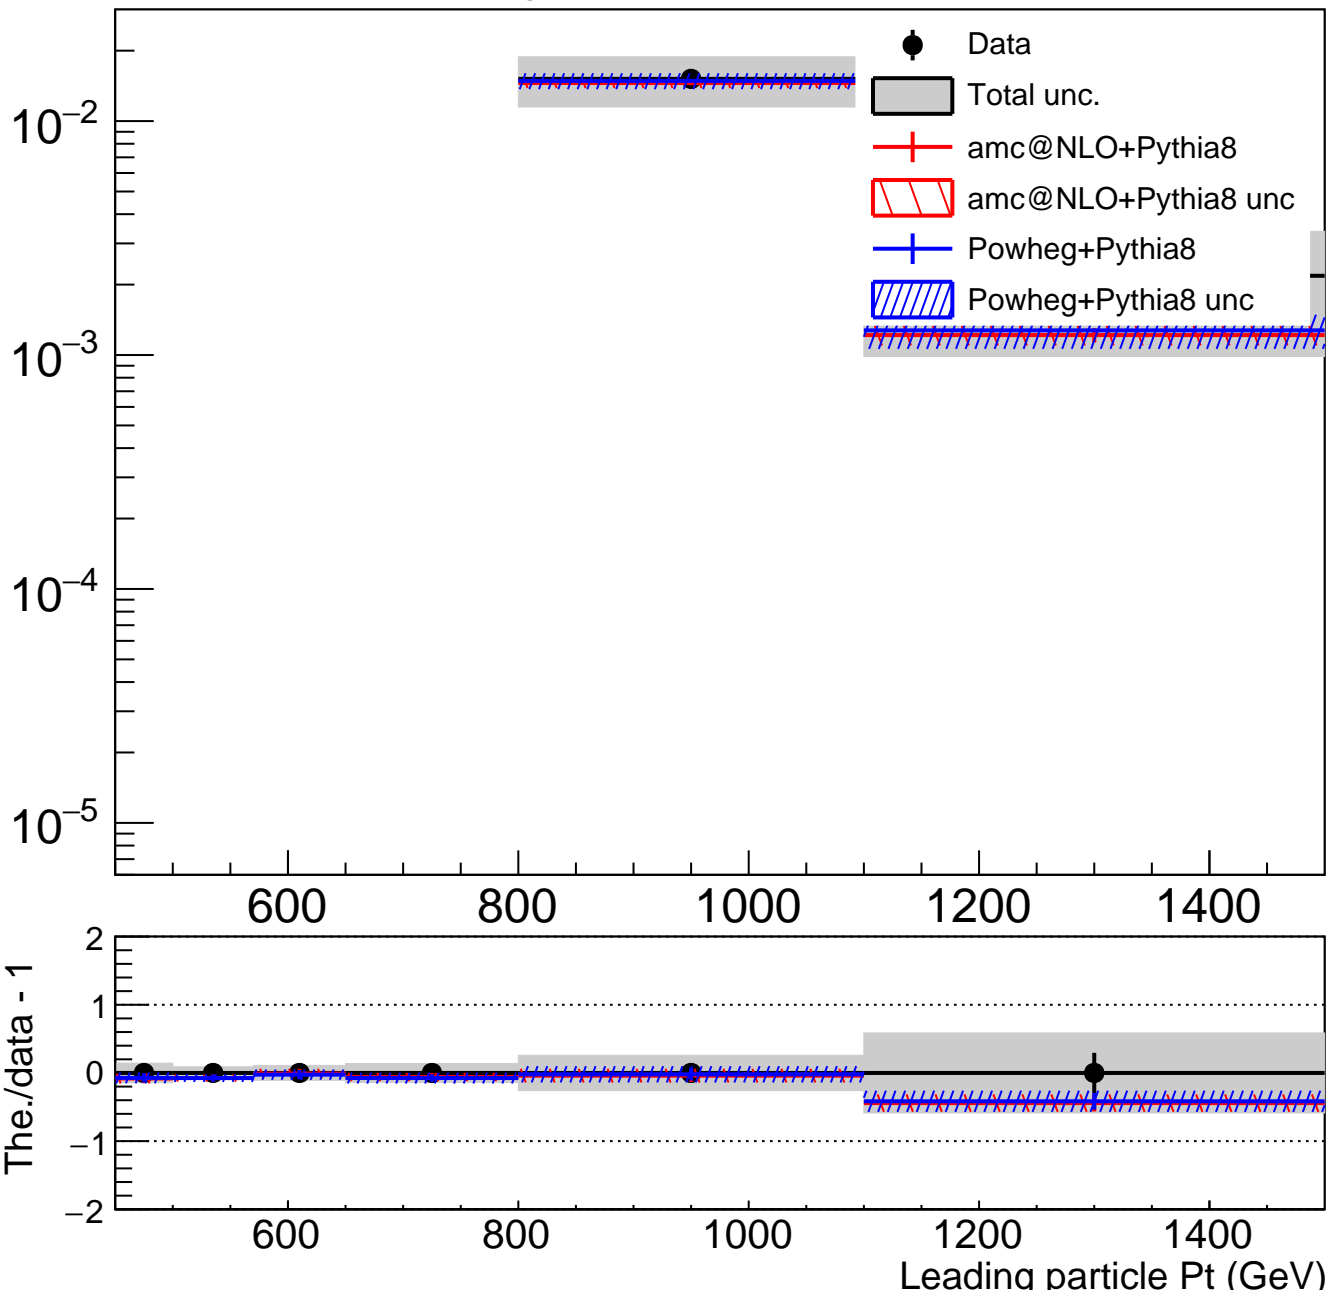 Data
Total unc.
amc@NLO+Pythia8
amc@NLO+Pythia8 unc
Powheg+Pythia8
Powheg+Pythia8 unc
10−2
10−3
10−4
10−5
600 800 1000 1200 1400
The./data - 1
2
1
0
−1
−2
600 800 1000 1200 1400
Leading particle Pt (GeV)